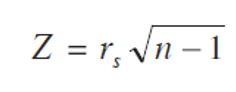 Z = r_s √(n − 1)